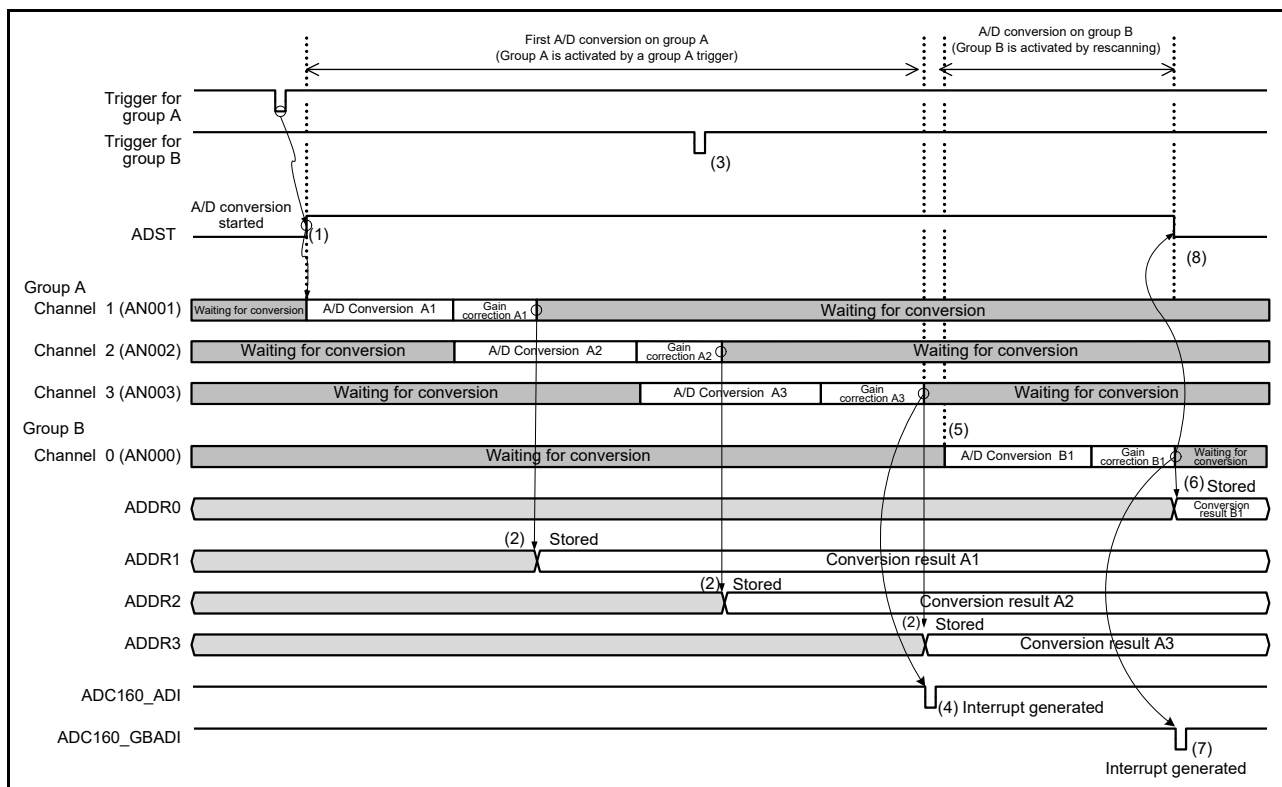 First A/D conversion on group A
(Group A is activated by a group A trigger)
A/D conversion on group B
(Group B is activated by rescanning)
Trigger for
group A
Trigger for
group B
(3)
A/D conversion
started
ADST
(1)
(8)
Group A
Channel 1 (AN001)
Waiting for conversion
A/D Conversion A1
Gain
correction A1
Waiting for conversion
Channel 2 (AN002)
Waiting for conversion
A/D Conversion A2
Gain
correction A2
Waiting for conversion
Channel 3 (AN003)
Waiting for conversion
A/D Conversion A3
Gain
correction A3
Waiting for conversion
Group B
(5)
Channel 0 (AN000)
Waiting for conversion
A/D Conversion B1
Gain
correction B1
Waiting for
conversion
(6) Stored
ADDR0
Conversion
result B1
(2) Stored
ADDR1
Conversion result A1
(2) Stored
ADDR2
Conversion result A2
(2) Stored
ADDR3
Conversion result A3
ADC160_ADI
(4) Interrupt generated
ADC160_GBADI
(7)
Interrupt generated